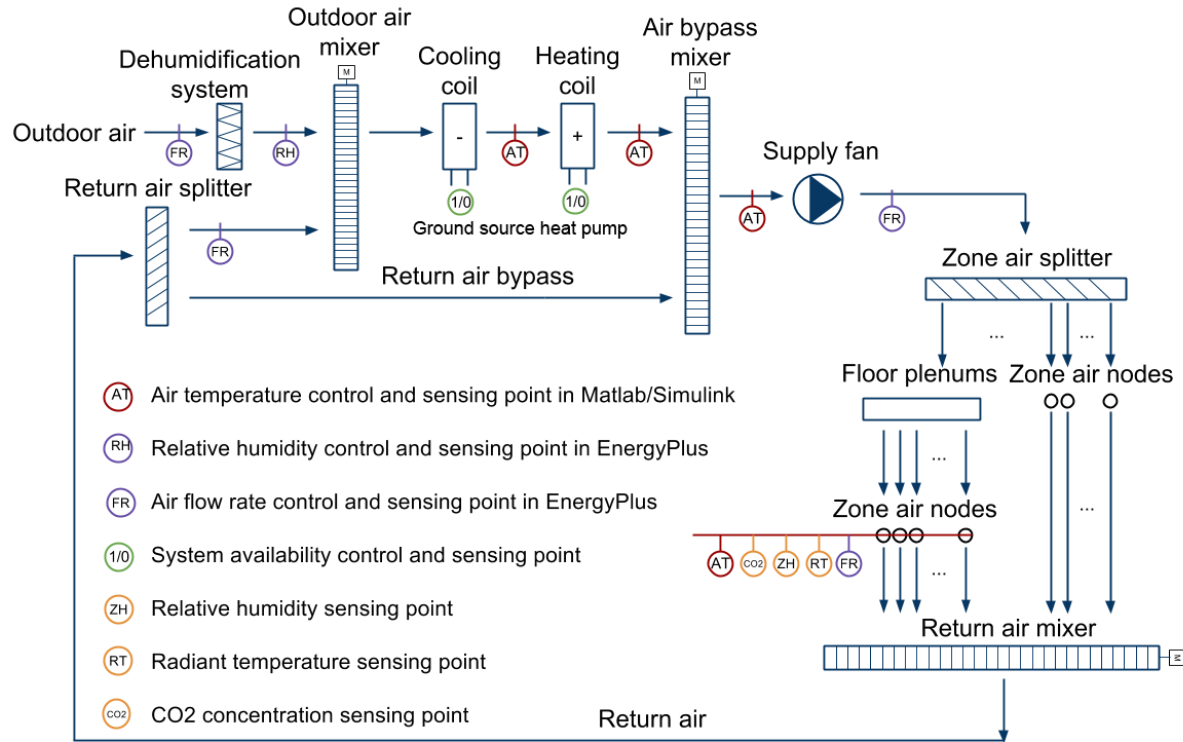 Outdoor air
mixer
M
Air bypass
mixer
M
Dehumidification
system
Cooling
coil
Heating
coil
Outdoor air
FR
RH
-
AT
+
AT
Supply fan
1/0
1/0
Ground source heat pump
AT
FR
Return air splitter
FR
Return air bypass
Zone air splitter
...
...
Floor plenums
Zone air nodes
...
...
Zone air nodes
AT
CO2
ZH
RT
FR
...
Return air mixer
M
AT
Air temperature control and sensing point in Matlab/Simulink
RH
Relative humidity control and sensing point in EnergyPlus
FR
Air flow rate control and sensing point in EnergyPlus
1/0
System availability control and sensing point
ZH
Relative humidity sensing point
RT
Radiant temperature sensing point
CO2
CO2 concentration sensing point
Return air